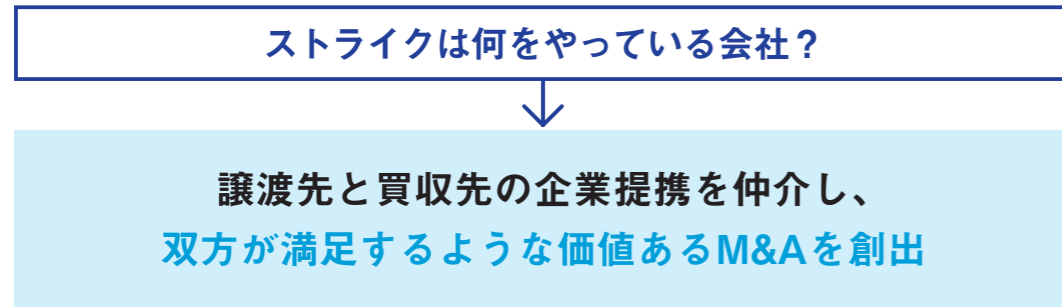 ストライクは何をやっている会社？
譲渡先と買収先の企業提携を仲介し、
双方が満足するような価値あるM&Aを創出